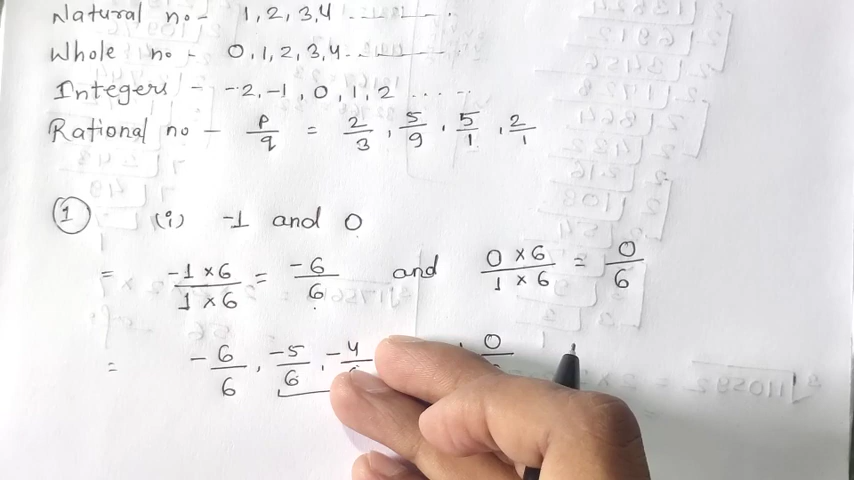 Natural no - 1, 2, 3, 4 ........
Whole no - 0, 1, 2, 3, 4 ........
Integers - -2, -1, 0, 1, 2 .....
Rational no - p/q = 2/3, 5/9, 5/1, 2/1
① (i) -1 and 0
= -1 × 6 / 1 × 6 = -6/6 and 0 × 6 / 1 × 6 = 0/6
= -6/6, -5/6, -4 0